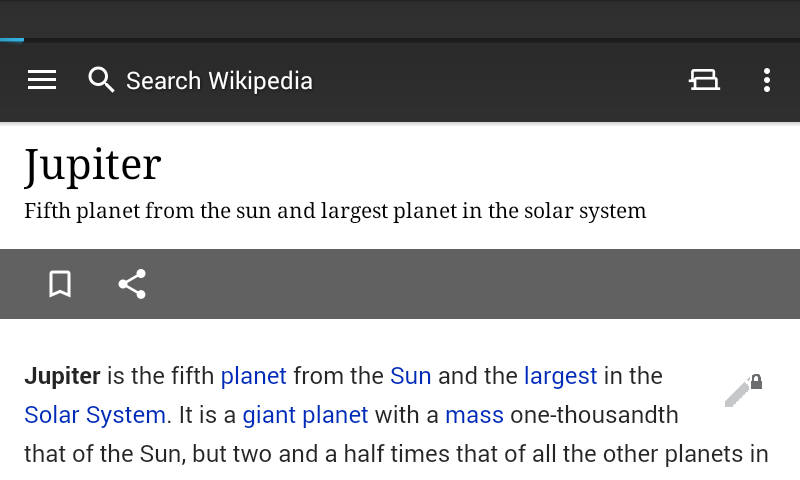 Search Wikipedia
Jupiter
Fifth planet from the sun and largest planet in the solar system
Jupiter is the fifth planet from the Sun and the largest in the
Solar System. It is a giant planet with a mass one-thousandth
that of the Sun, but two and a half times that of all the other planets in